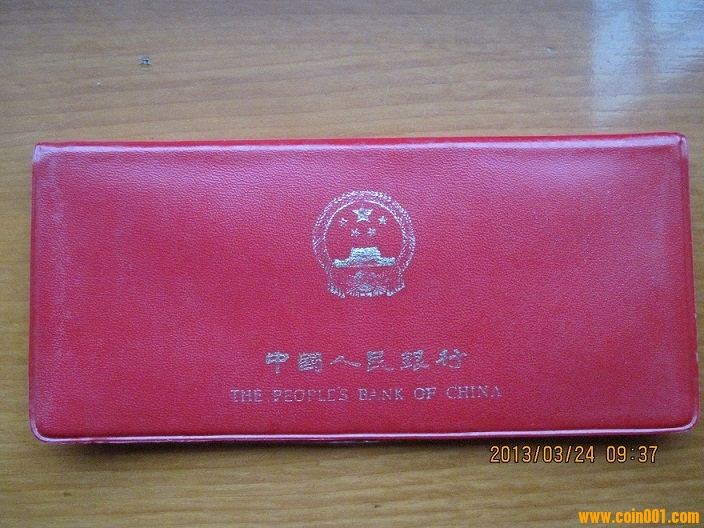 中國人民銀行
THE PEOPLE'S BANK OF CHINA
2013/03/24 09:37
www.coin001.com